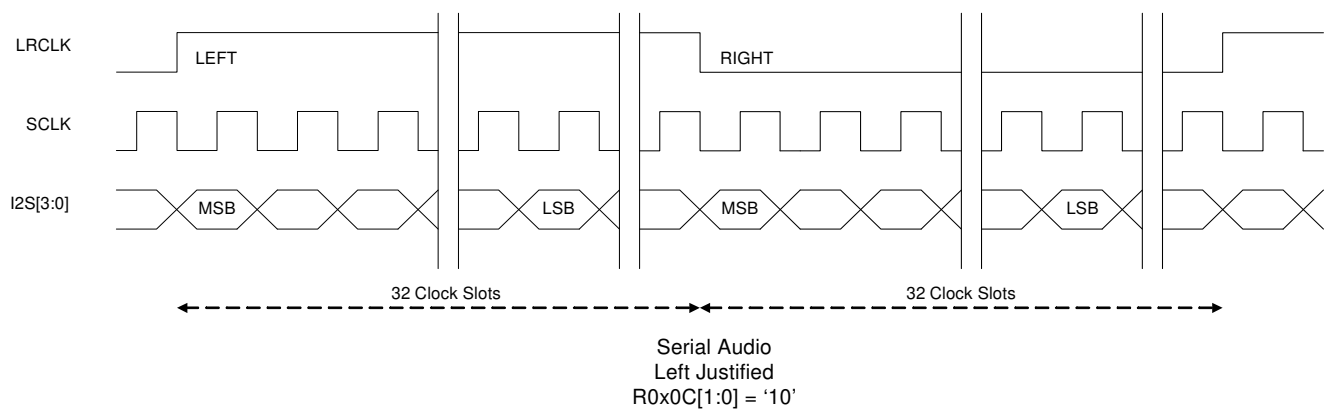 LRCLK
LEFT
RIGHT
SCLK
I2S[3:0]
MSB
LSB
MSB
LSB
32 Clock Slots
32 Clock Slots
Serial Audio
Left Justified
R0x0C[1:0] = ‘10’